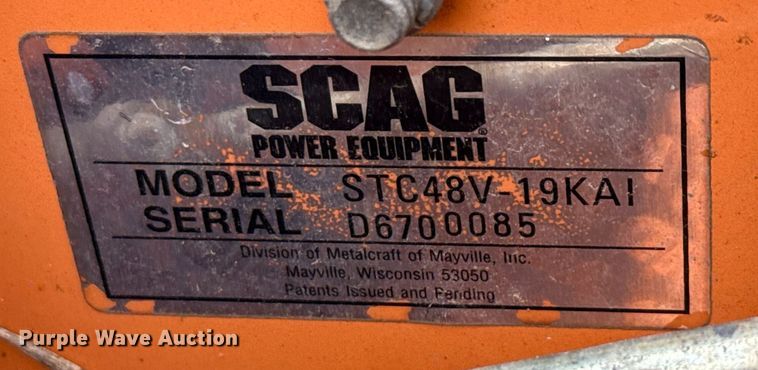 SCAG
POWER EQUIPMENT®
MODEL STC48V-19KAI
SERIAL D6700085
Division of Metalcraft of Mayville, Inc.
Mayville, Wisconsin 53050
Patents Issued and Pending
Purple Wave Auction®